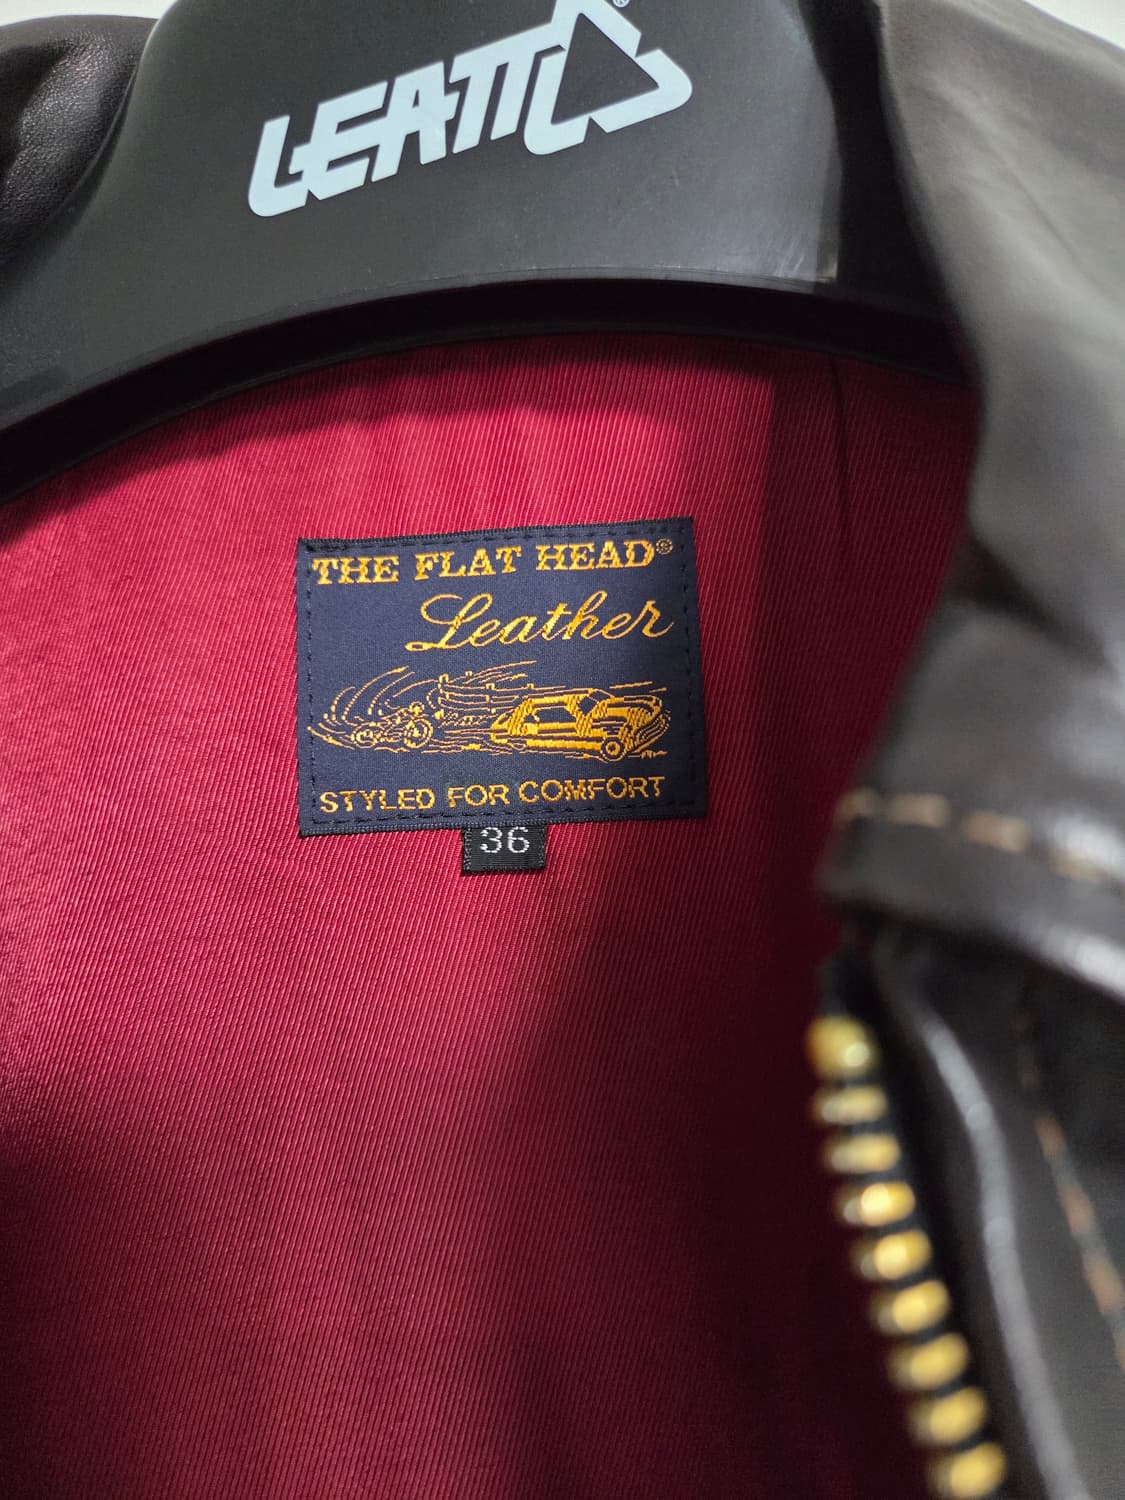 LEATT
THE FLAT HEAD®
Leather
STYLED FOR COMFORT
36